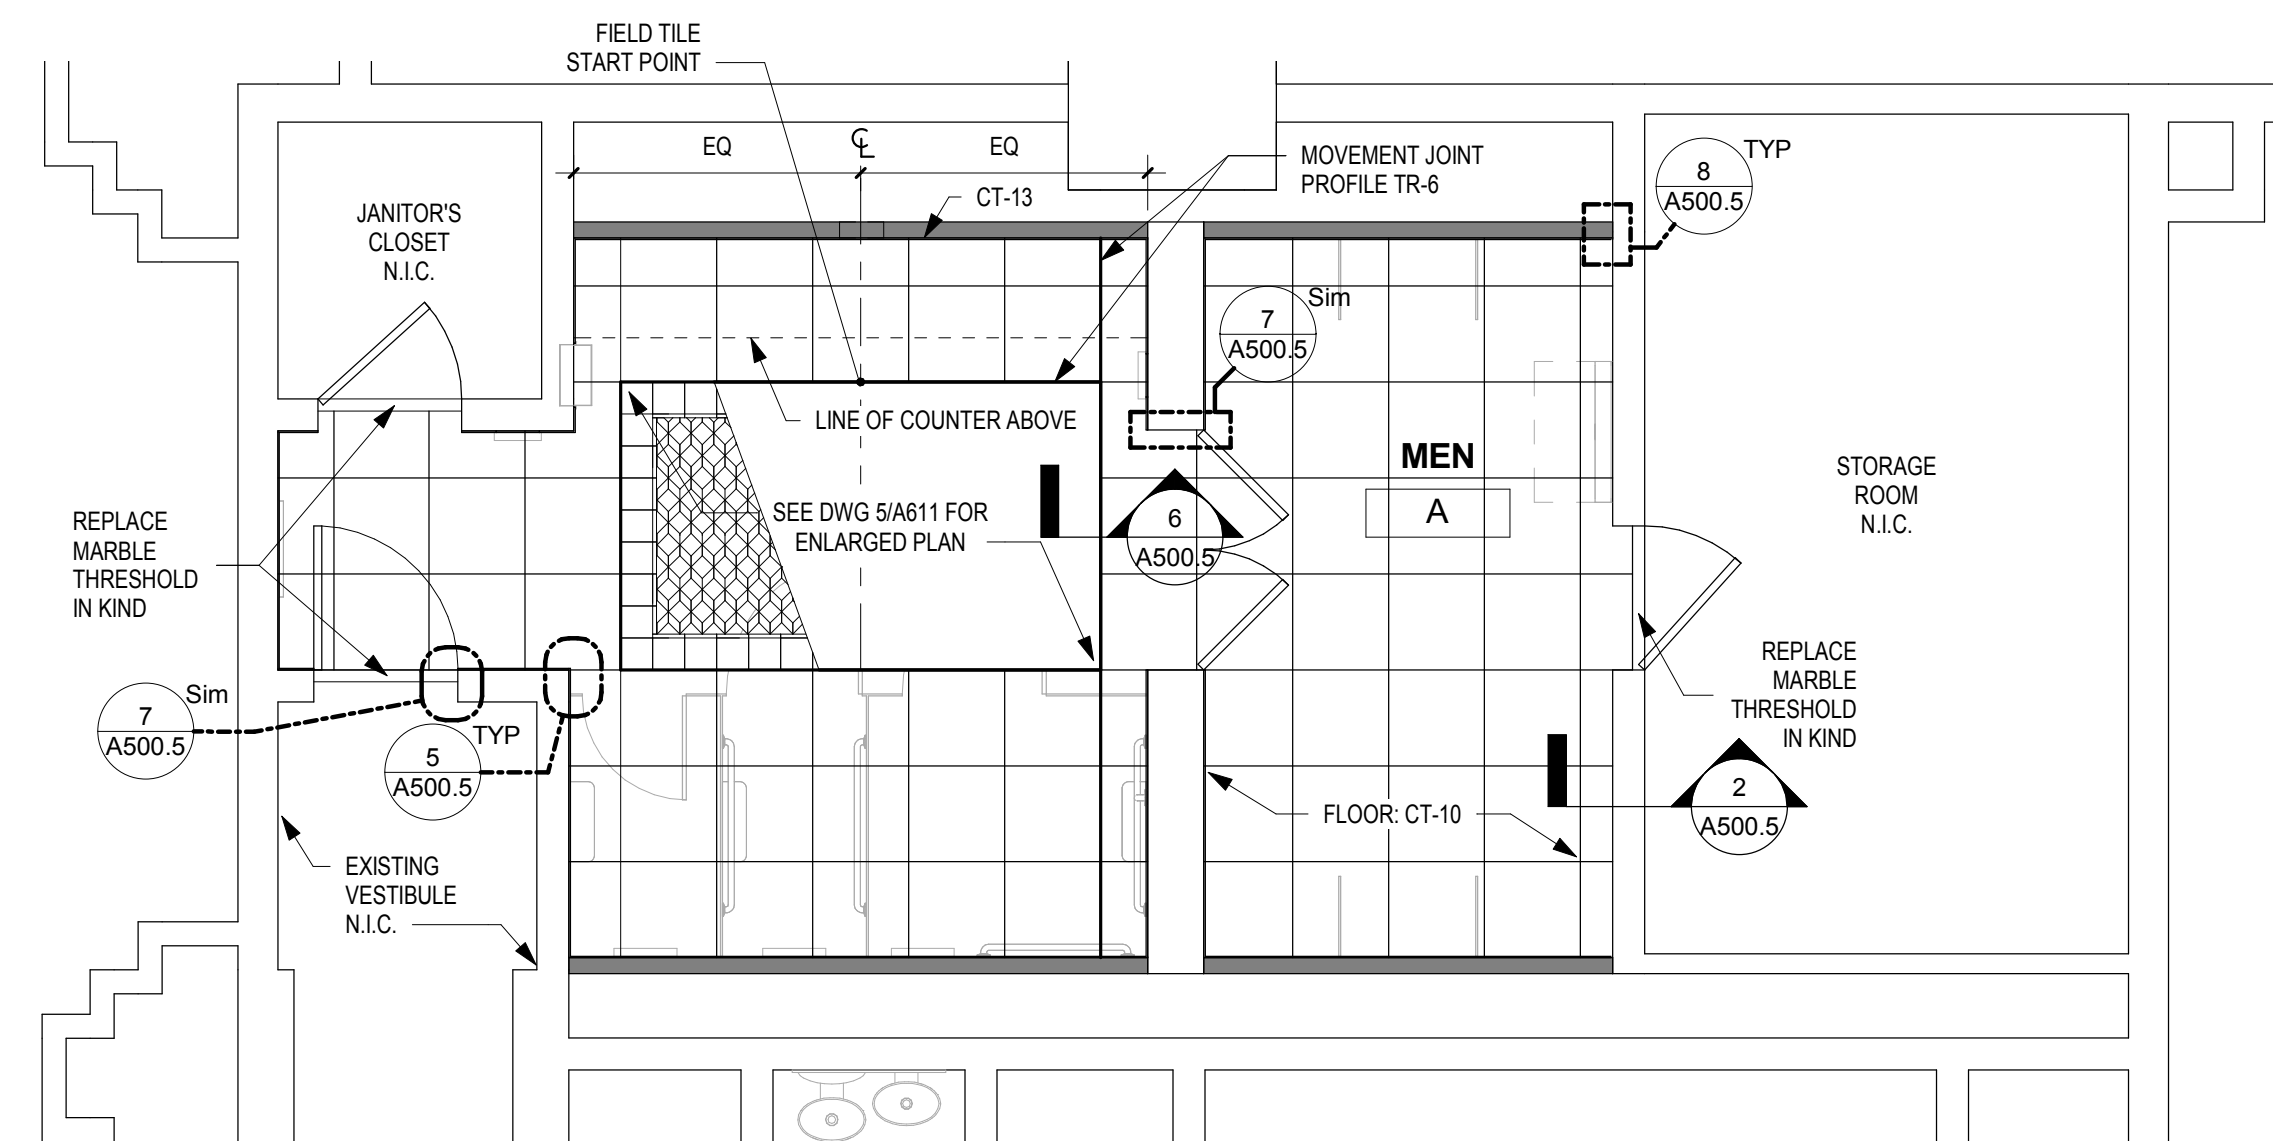 FIELD TILE
START POINT
EQ
CL
EQ
MOVEMENT JOINT
PROFILE TR-6
8
A500.5
TYP
CT-13
JANITOR'S
CLOSET
N.I.C.
7
A500.5
Sim
LINE OF COUNTER ABOVE
MEN
A
STORAGE
ROOM
N.I.C.
SEE DWG 5/A611 FOR
ENLARGED PLAN
6
A500.5
REPLACE
MARBLE
THRESHOLD
IN KIND
REPLACE
MARBLE
THRESHOLD
IN KIND
7
A500.5
Sim
5
A500.5
TYP
2
A500.5
FLOOR: CT-10
EXISTING
VESTIBULE
N.I.C.